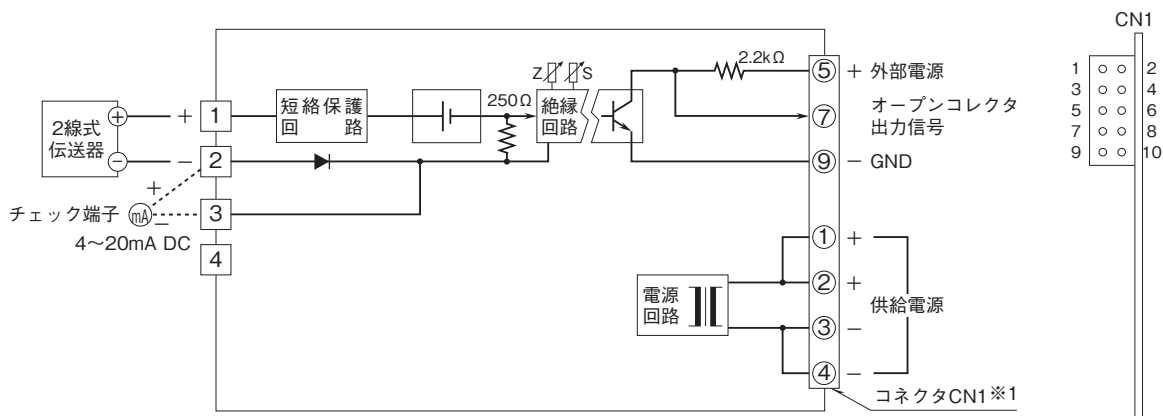 2線式
伝送器
+
−
+
−
1
2
3
4
チェック端子
mA
+
−
4～20mA DC
短絡保護
回　路
250Ω
Z
S
絶縁
回路
2.2kΩ
⑤ + 外部電源
⑦ オープンコレクタ
出力信号
⑨ − GND
① +
② +
③ −
④ −
供給電源
電源
回路
コネクタCN1※1
CN1
1 2
3 4
5 6
7 8
9 10